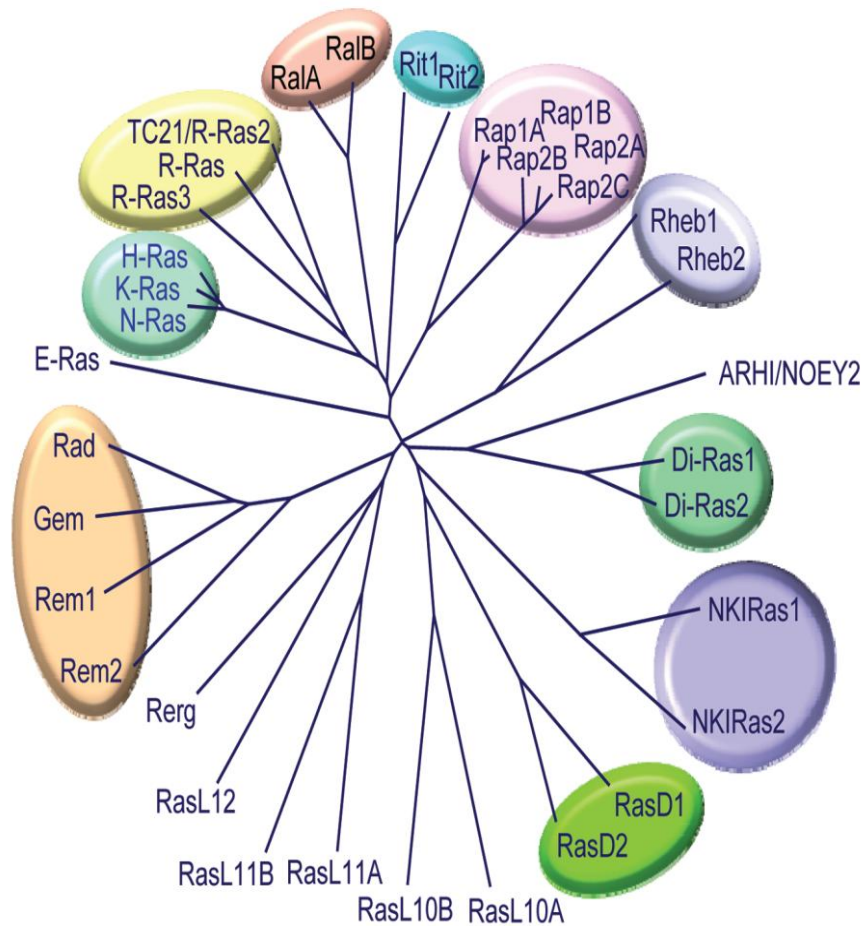 RalB
RalA
Rit1
Rit2
TC21/R-Ras2
R-Ras
R-Ras3
Rap1B
Rap1A
Rap2A
Rap2B
Rap2C
Rheb1
Rheb2
H-Ras
K-Ras
N-Ras
E-Ras
ARHI/NOEY2
Rad
Gem
Rem1
Rem2
Di-Ras1
Di-Ras2
NKIRas1
NKIRas2
Rerg
RasL12
RasL11B
RasL11A
RasL10B
RasL10A
RasD1
RasD2